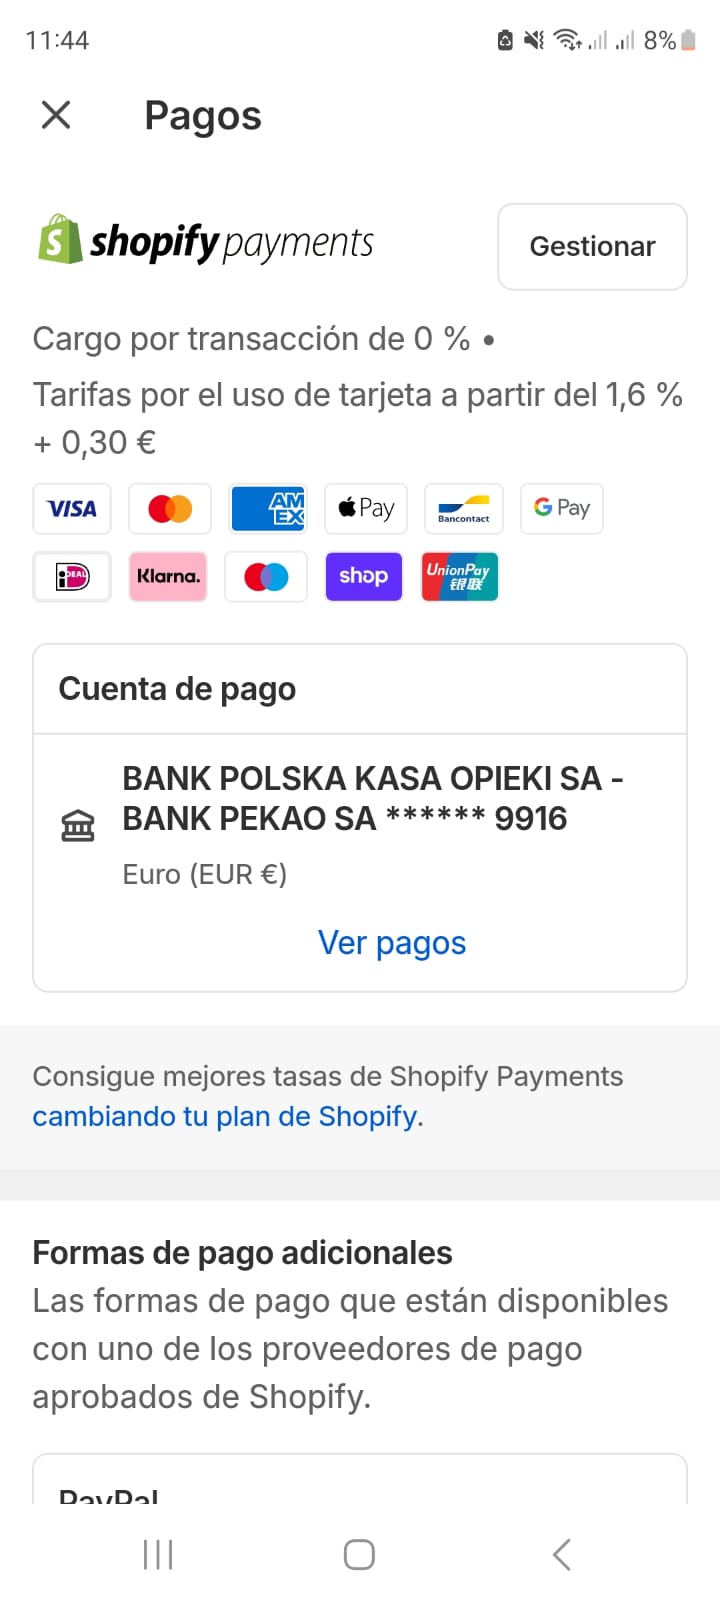 11:44
8%
Pagos
shopify payments
Gestionar
Cargo por transacción de 0 % •
Tarifas por el uso de tarjeta a partir del 1,6 %
+ 0,30 €
VISA
AM
EX
Pay
Bancontact
G Pay
iDEAL
Klarna.
shop
UnionPay
银联
Cuenta de pago
BANK POLSKA KASA OPIEKI SA -
BANK PEKAO SA ****** 9916
Euro (EUR €)
Ver pagos
Consigue mejores tasas de Shopify Payments
cambiando tu plan de Shopify.
Formas de pago adicionales
Las formas de pago que están disponibles
con uno de los proveedores de pago
aprobados de Shopify.
PayPal